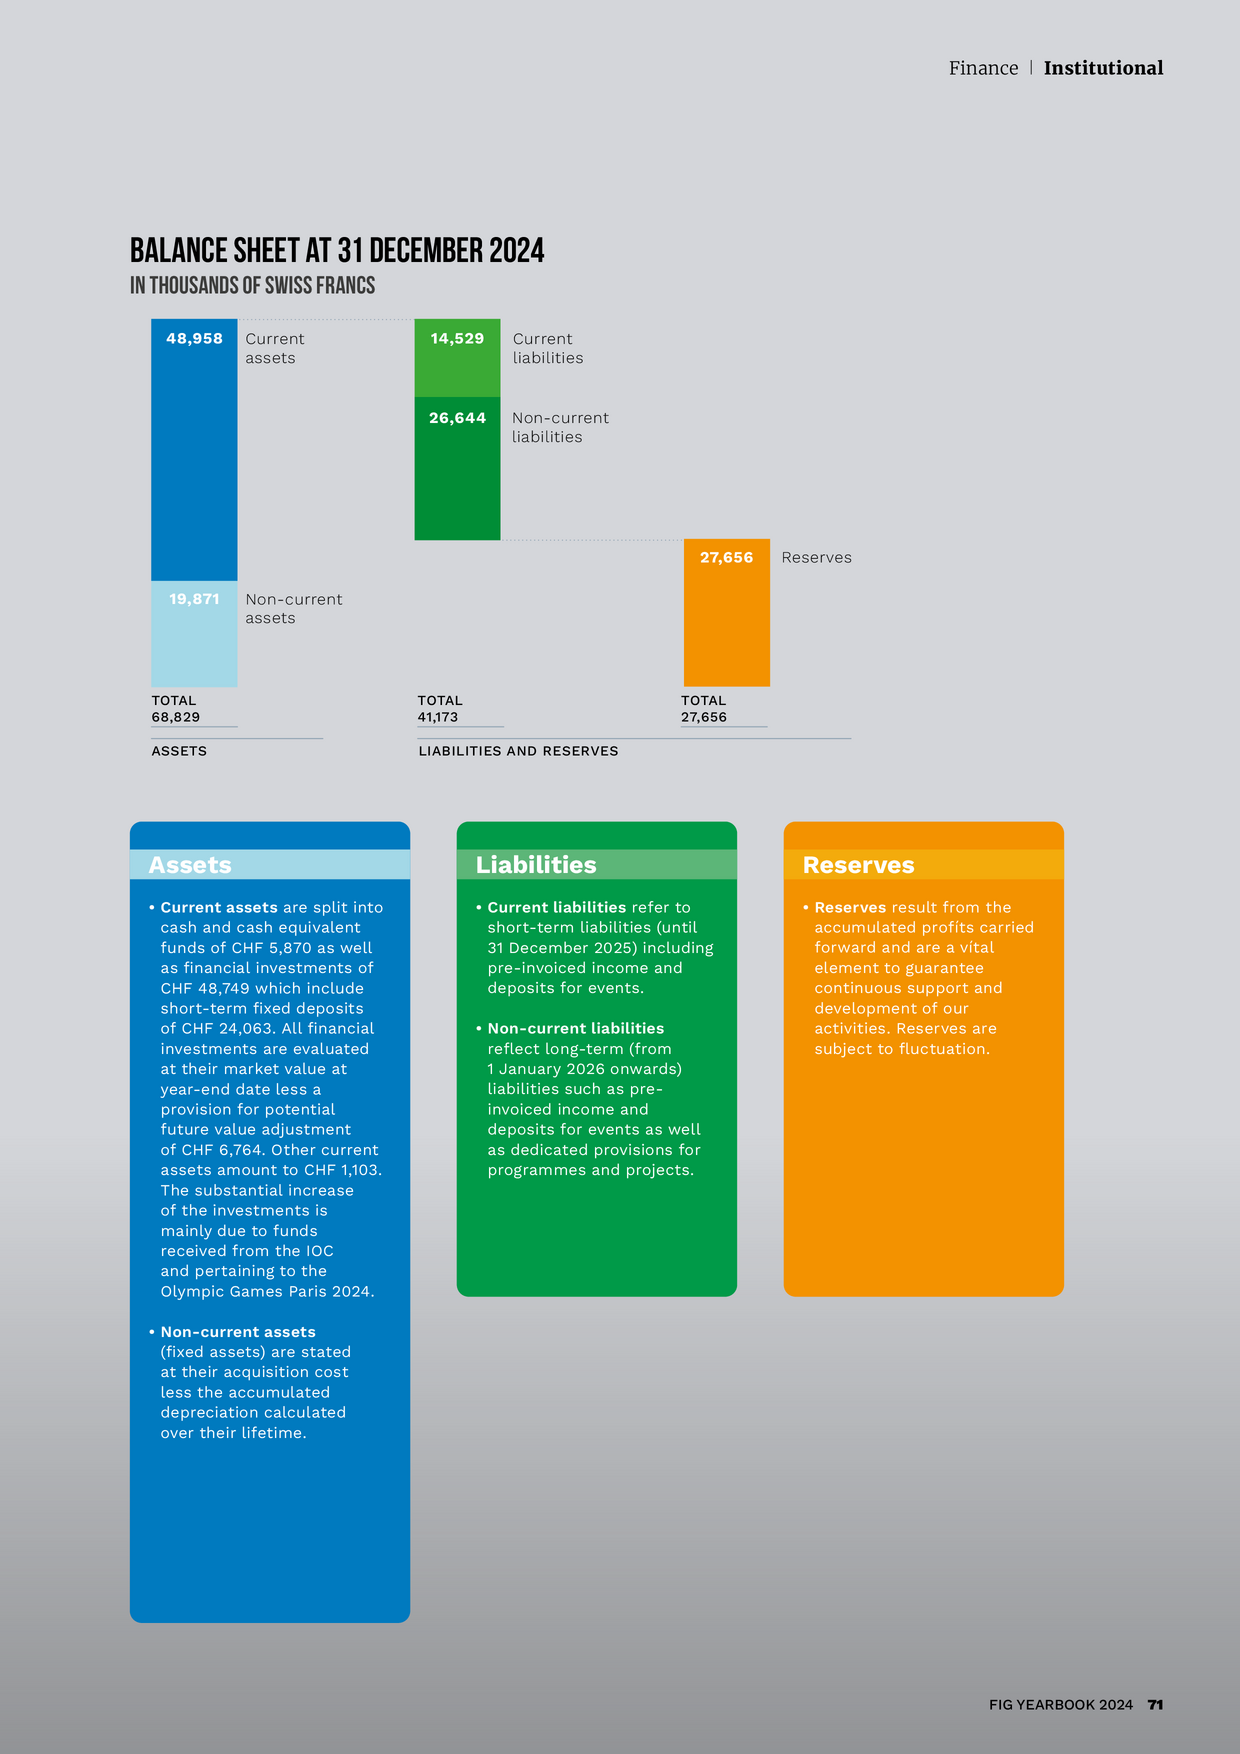 Finance | Institutional
BALANCE SHEET AT 31 DECEMBER 2024
IN THOUSANDS OF SWISS FRANCS
48,958
Current
assets
14,529
Current
liabilities
26,644
Non-current
liabilities
27,656
Reserves
19,871
Non-current
assets
TOTAL
68,829
TOTAL
41,173
TOTAL
27,656
ASSETS
LIABILITIES AND RESERVES
Assets
• Current assets are split into
cash and cash equivalent
funds of CHF 5,870 as well
as financial investments of
CHF 48,749 which include
short-term fixed deposits
of CHF 24,063. All financial
investments are evaluated
at their market value at
year-end date less a
provision for potential
future value adjustment
of CHF 6,764. Other current
assets amount to CHF 1,103.
The substantial increase
of the investments is
mainly due to funds
received from the IOC
and pertaining to the
Olympic Games Paris 2024.
• Non-current assets
(fixed assets) are stated
at their acquisition cost
less the accumulated
depreciation calculated
over their lifetime.
Liabilities
• Current liabilities refer to
short-term liabilities (until
31 December 2025) including
pre-invoiced income and
deposits for events.
• Non-current liabilities
reflect long-term (from
1 January 2026 onwards)
liabilities such as pre-
invoiced income and
deposits for events as well
as dedicated provisions for
programmes and projects.
Reserves
• Reserves result from the
accumulated profits carried
forward and are a vital
element to guarantee
continuous support and
development of our
activities. Reserves are
subject to fluctuation.
FIG YEARBOOK 2024 71